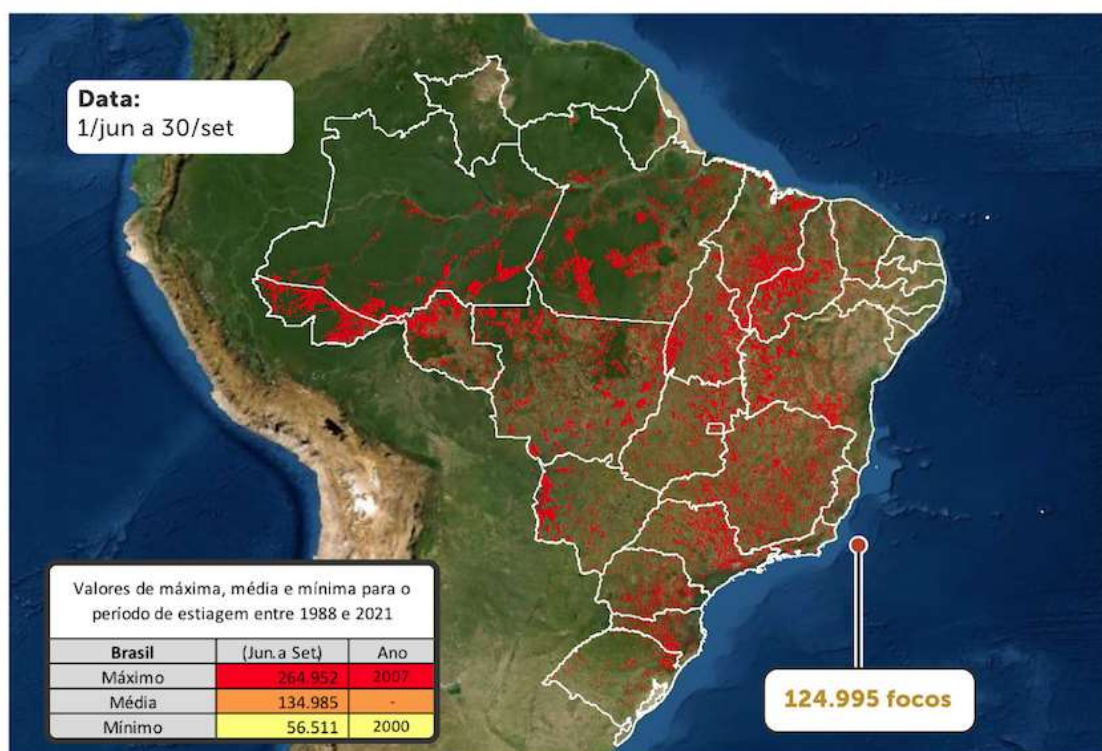 Data:
1/jun a 30/set
Valores de máxima, média e mínima para o
período de estiagem entre 1988 e 2021
Brasil (Jun. a Set.) Ano
Máximo 264.952 2007
Média 134.985 -
Mínimo 56.511 2000
124.995 focos